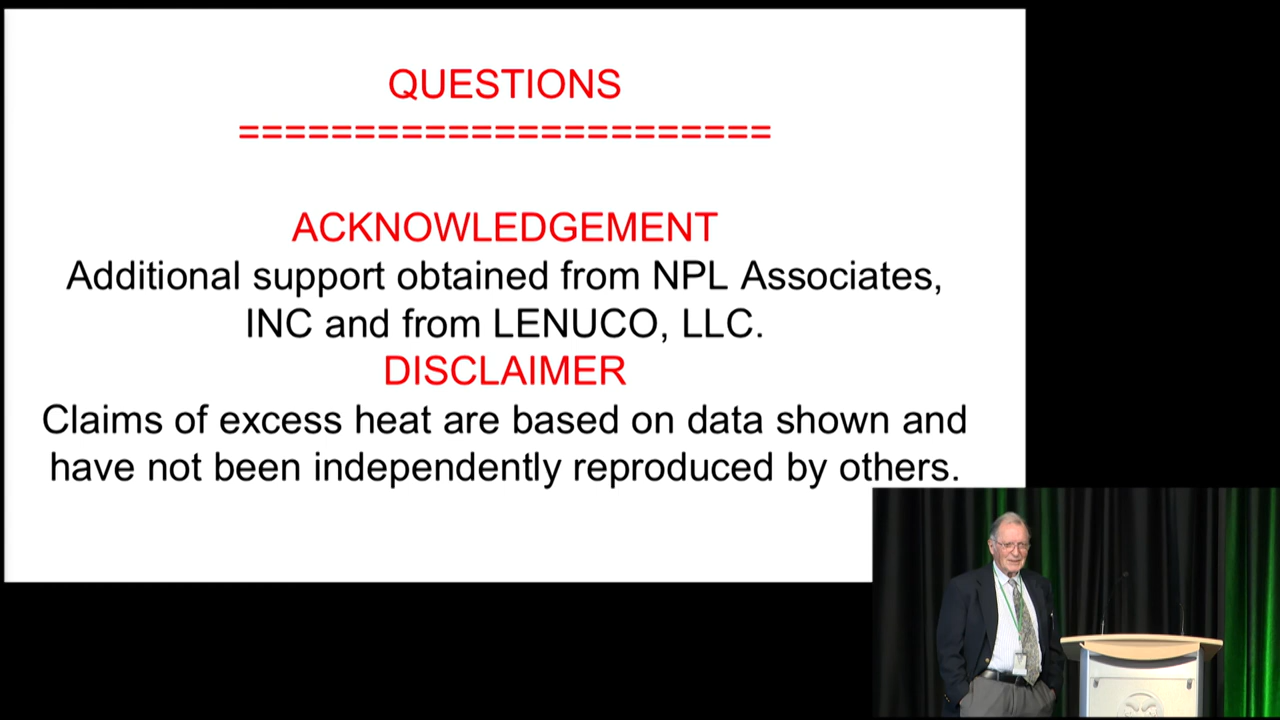 QUESTIONS
=======================
ACKNOWLEDGEMENT
Additional support obtained from NPL Associates,
INC and from LENUCO, LLC.
DISCLAIMER
Claims of excess heat are based on data shown and
have not been independently reproduced by others.